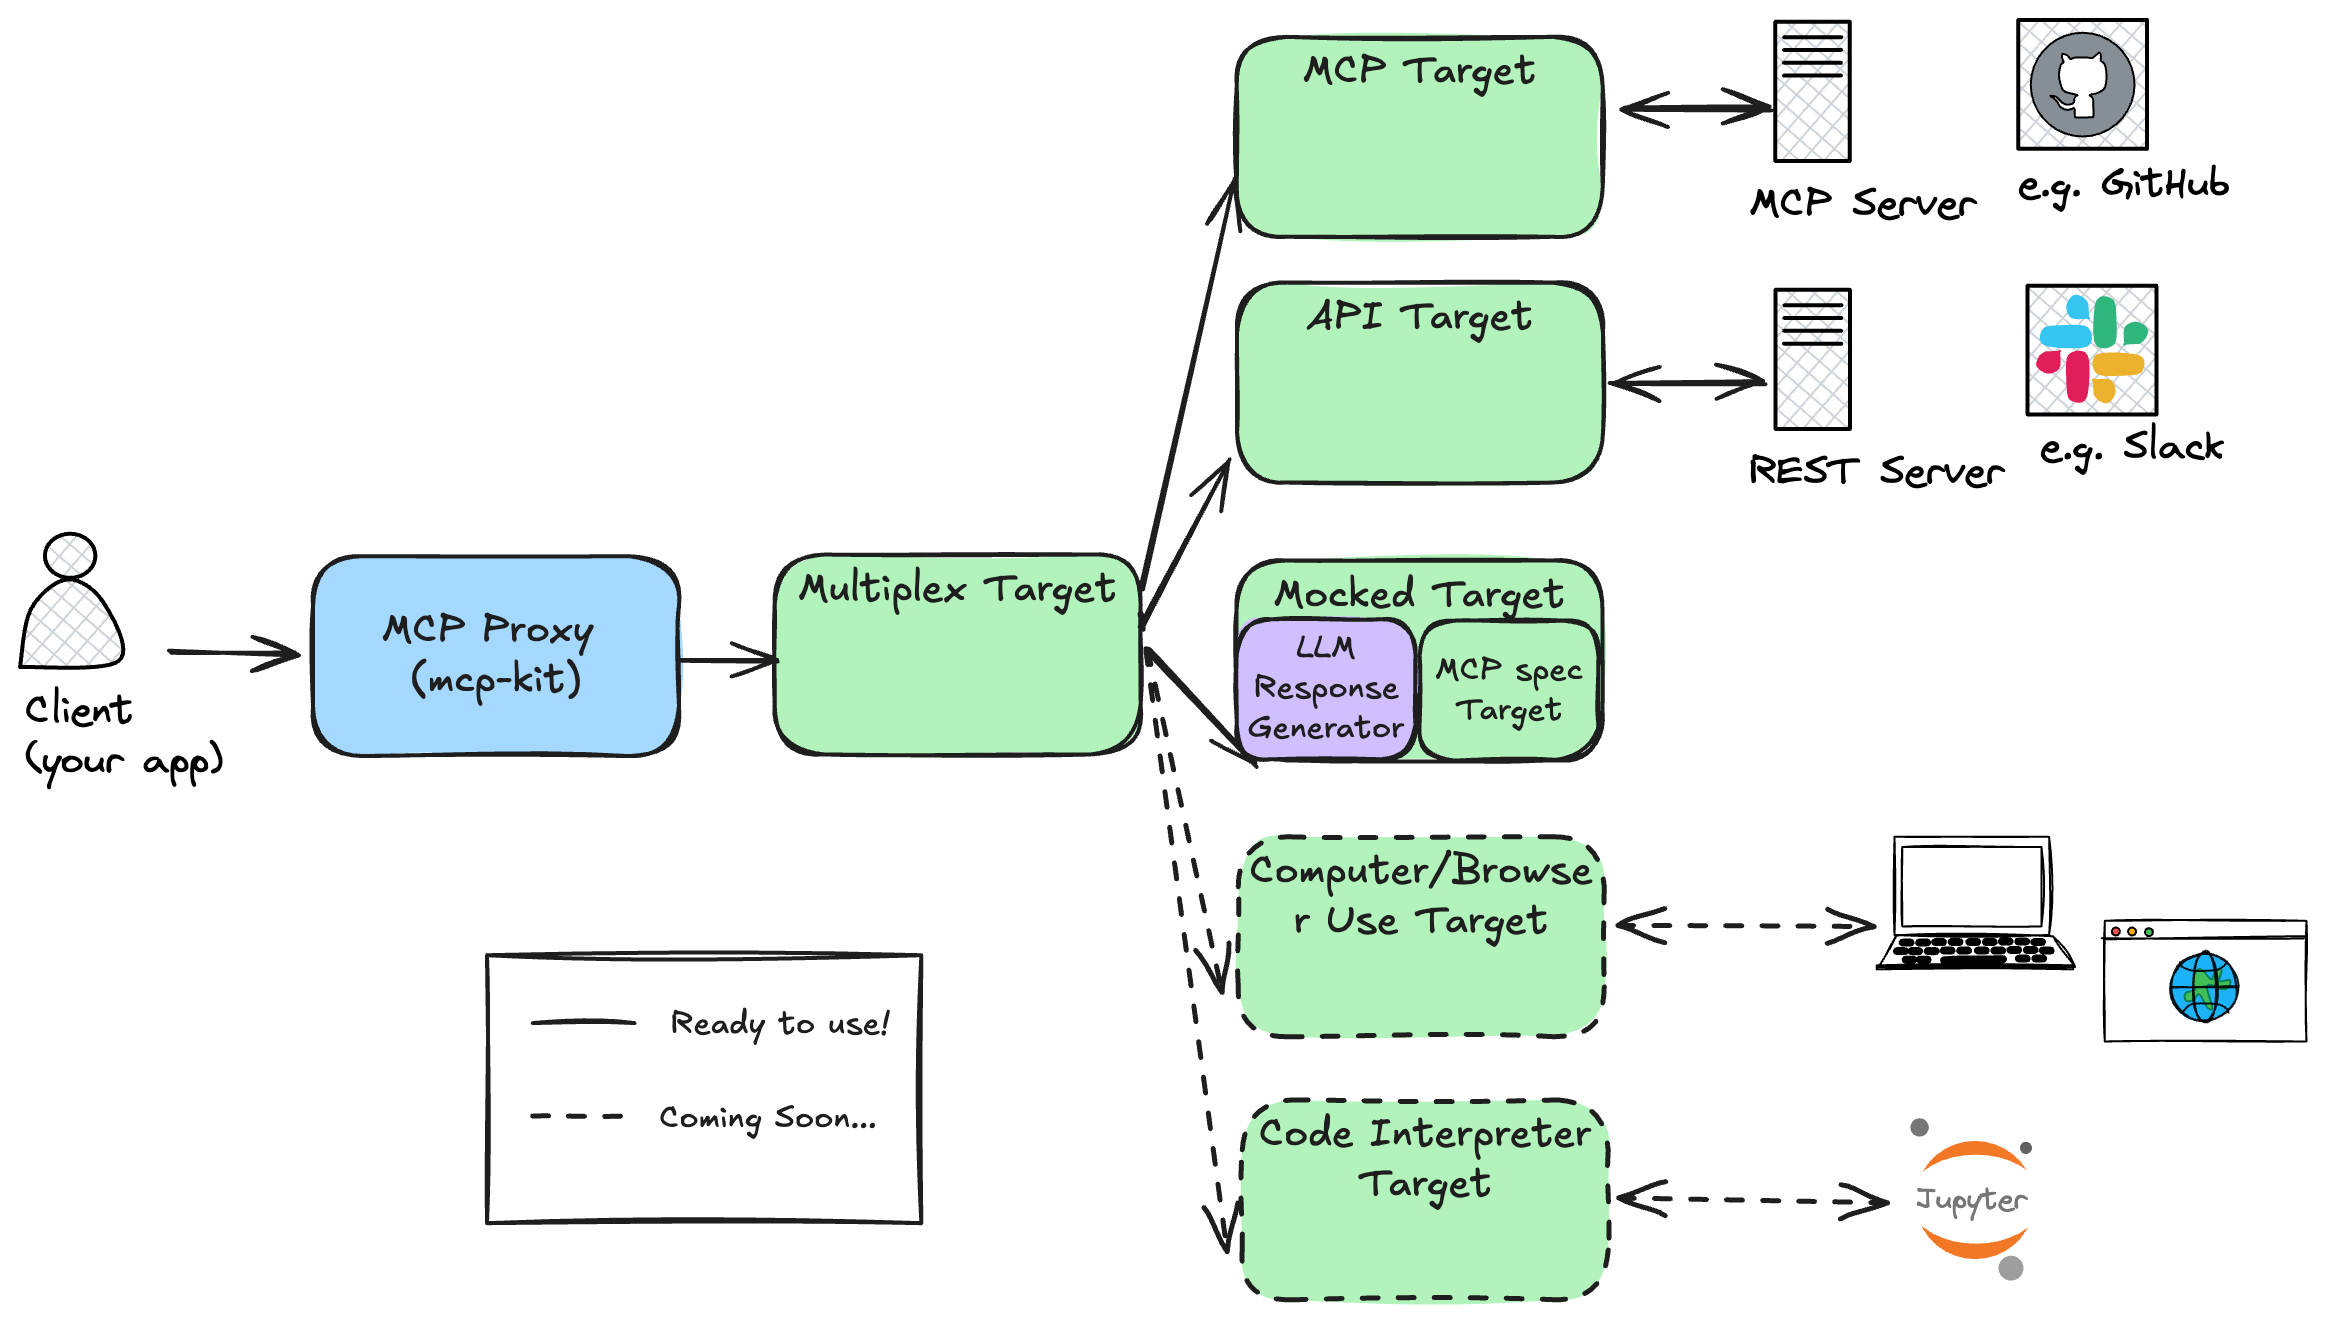 MCP Target
MCP Server
e.g. GitHub
API Target
REST Server
e.g. Slack
Client
(your app)
MCP Proxy
(mcp-kit)
Multiplex Target
Mocked Target
LLM
Response
Generator
MCP spec
Target
Computer/Browse
r Use Target
Ready to use!
Coming Soon...
Code Interpreter
Target
Jupyter